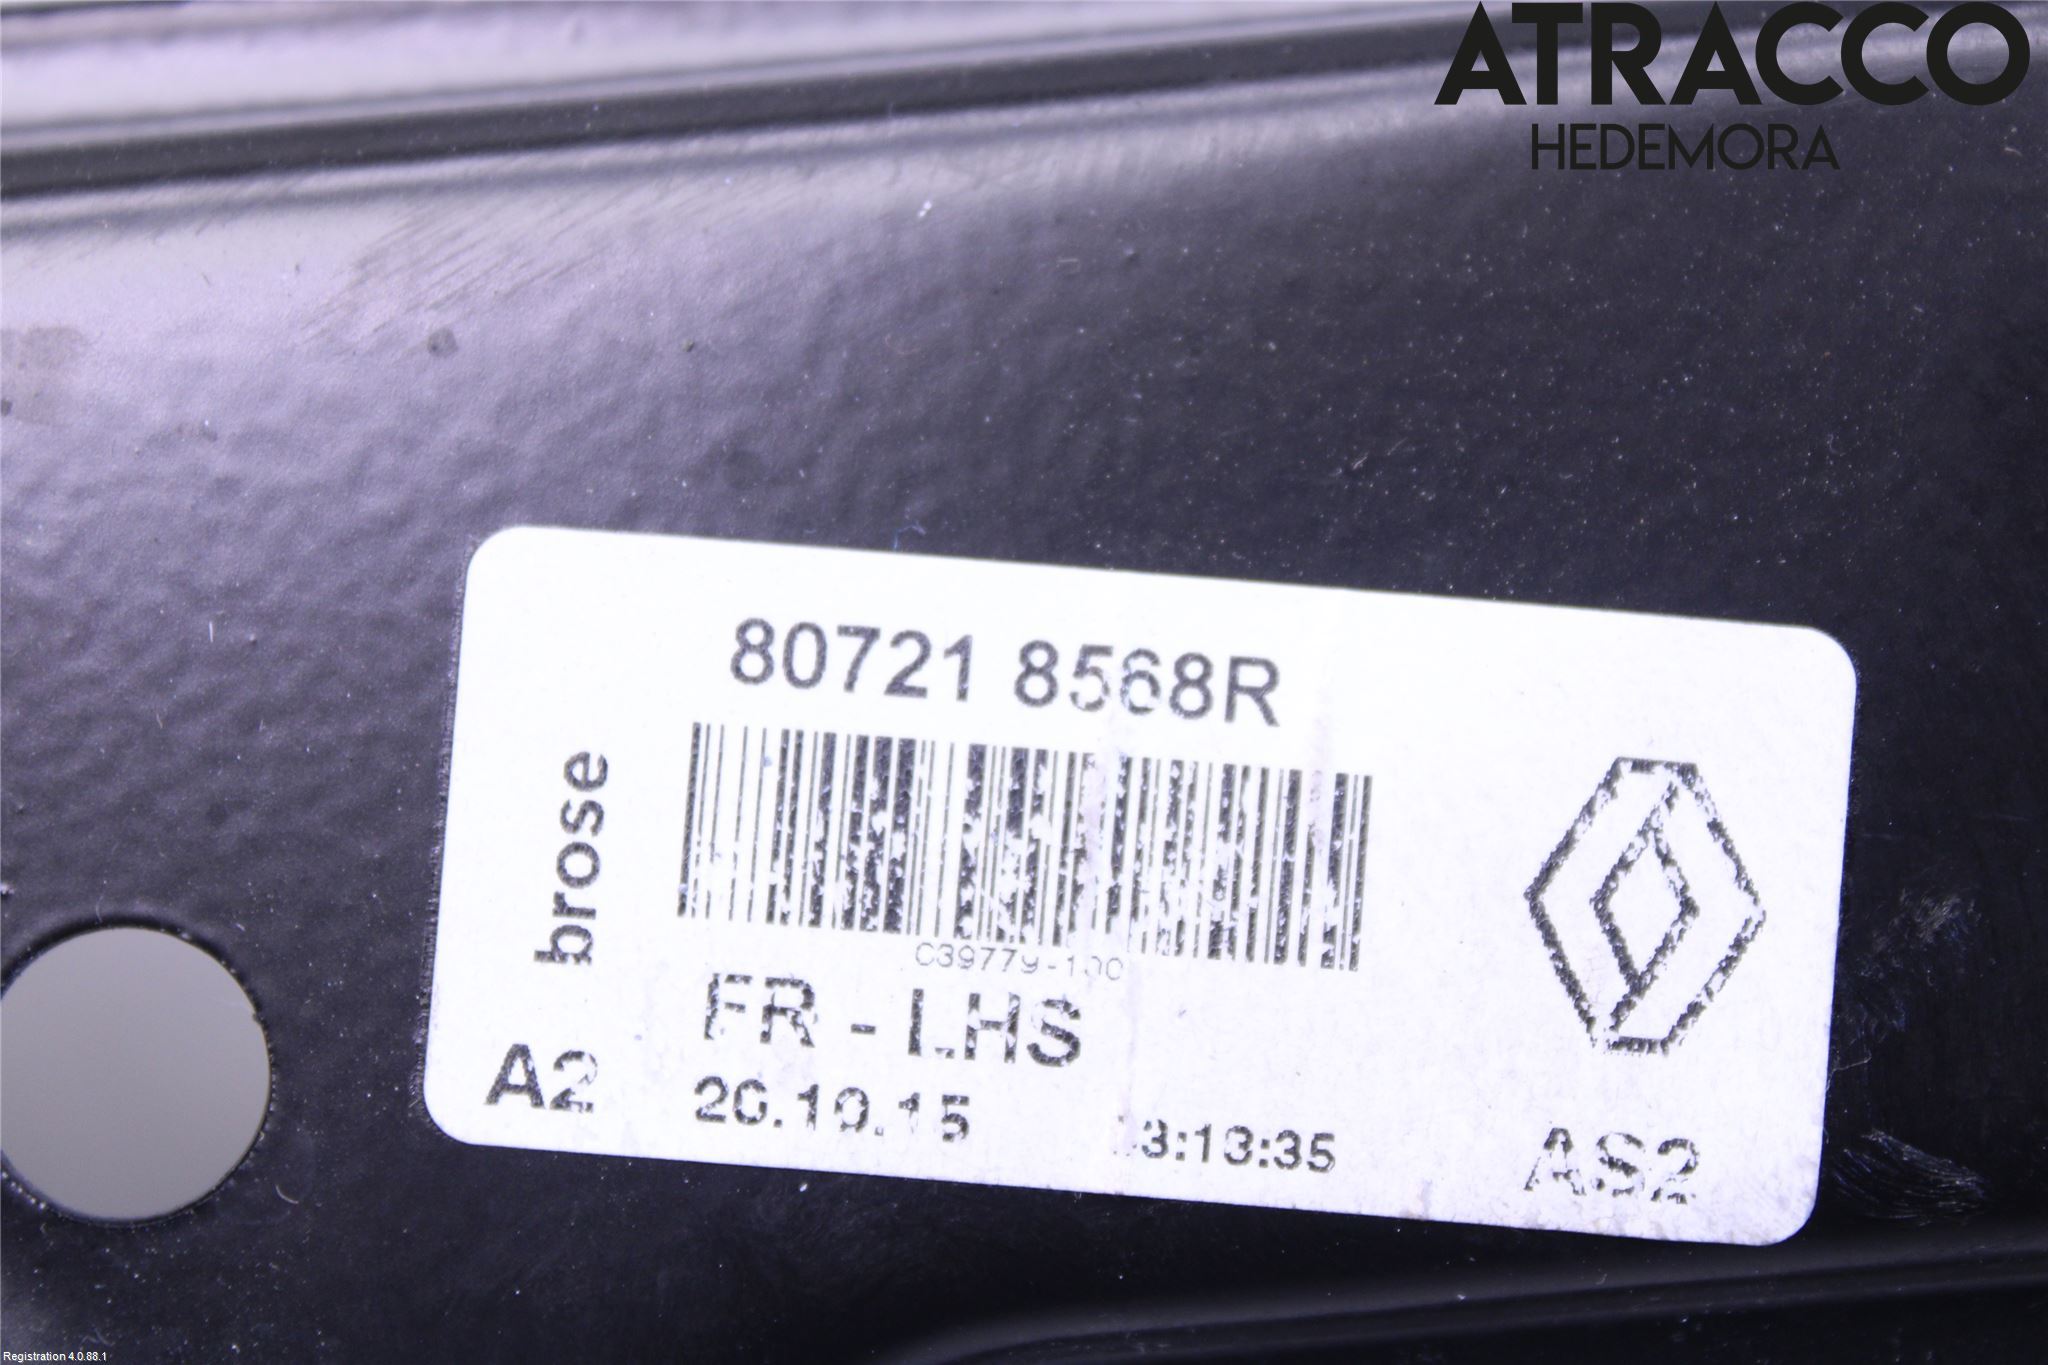 ATRACCO
HEDEMORA
80721 8568R
brose
C39779-100
FR - LHS
A2
20.10.15
AS2
Registration 4.0.88.1